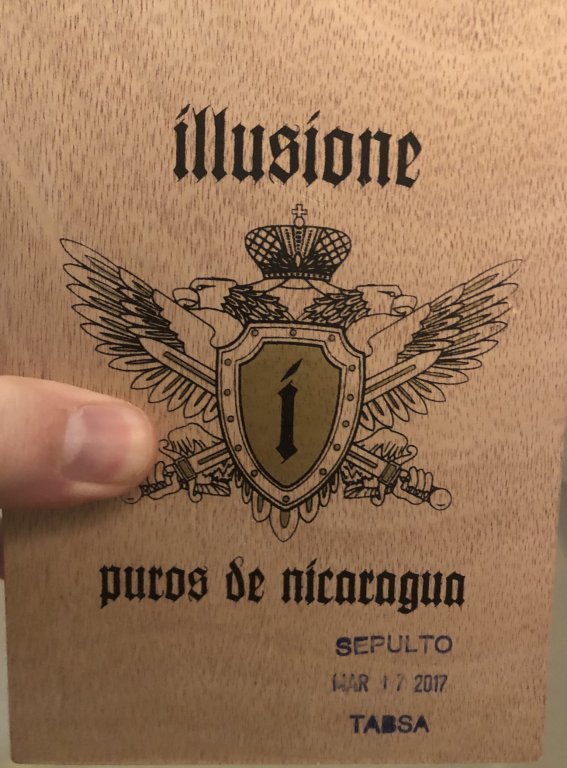 illusione
í
puros de nicaragua
SEPULTO
MAR 17 2017
TABSA